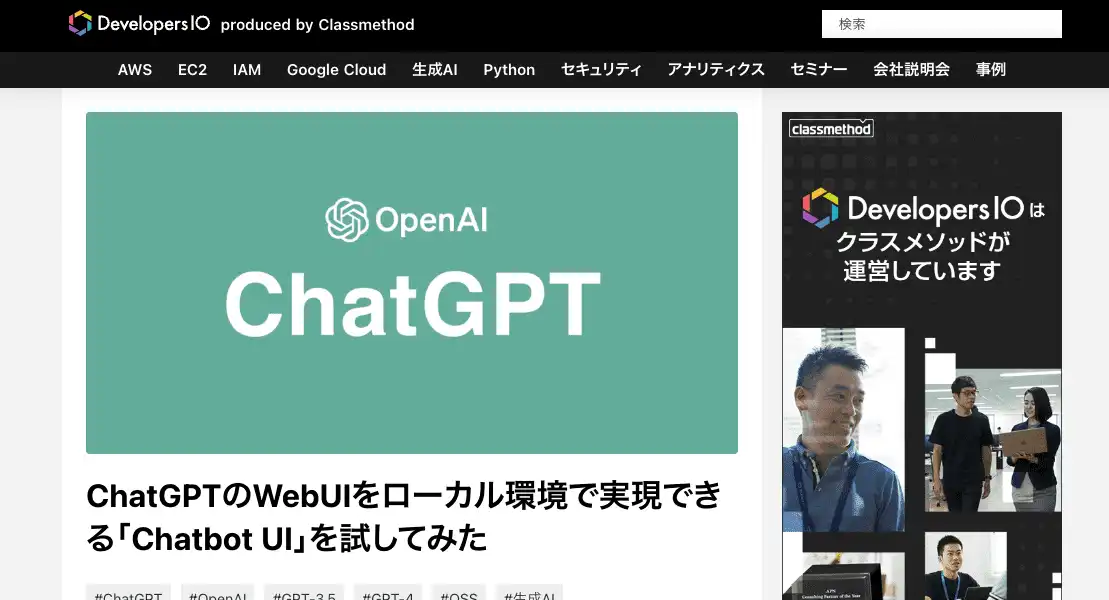 DevelopersIO produced by Classmethod
検索
AWS EC2 IAM Google Cloud 生成AI Python セキュリティ アナリティクス セミナー 会社説明会 事例
OpenAI
ChatGPT
ChatGPTのWebUIをローカル環境で実現でき
る「Chatbot UI」を試してみた
#ChatGPT #OpenAI #GPT-3.5 #GPT-4 #OSS #生成AI
classmethod
DevelopersIOは
クラスメソッドが
運営しています
APN
Consulting Partner of the Year